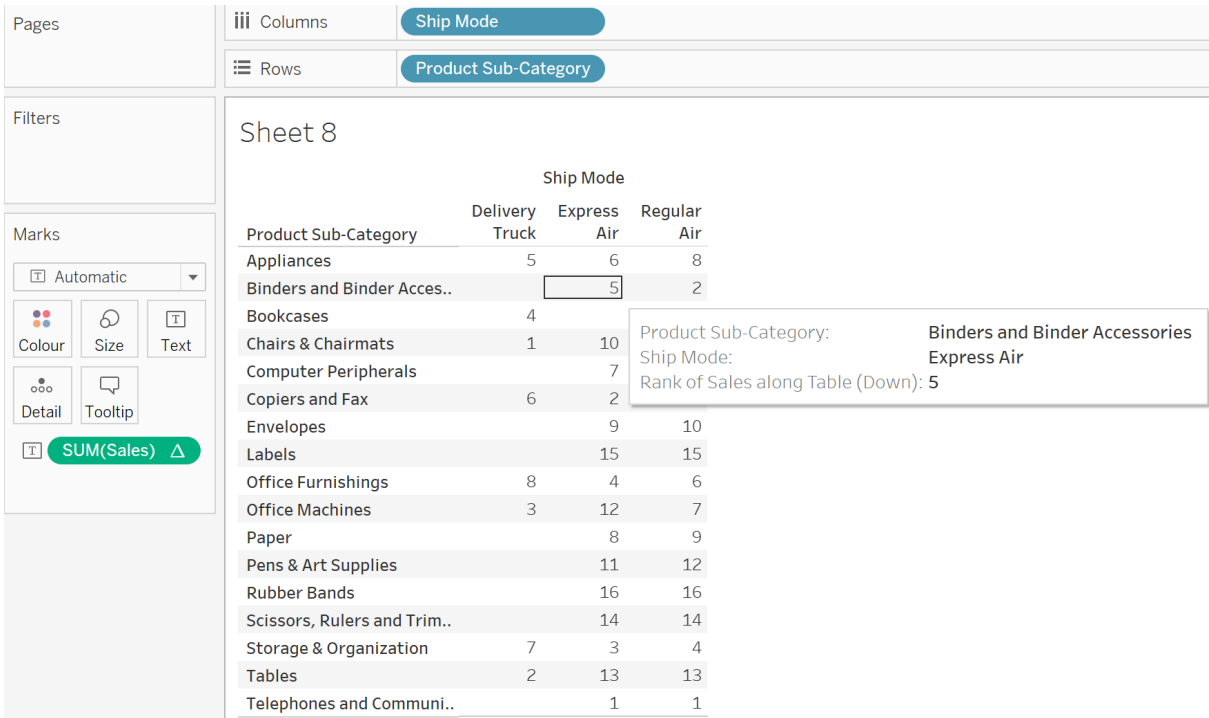 Pages
Columns
Ship Mode
Rows
Product Sub-Category
Filters
Marks
T Automatic
Colour
Size
T
Text
Detail
Tooltip
T SUM(Sales) Δ
Sheet 8
Ship Mode
Product Sub-Category Delivery Truck Express Air Regular Air
Appliances 5 6 8
Binders and Binder Acces.. 5 2
Bookcases 4
Chairs & Chairmats 1 10
Computer Peripherals 7
Copiers and Fax 6 2
Envelopes 9 10
Labels 15 15
Office Furnishings 8 4 6
Office Machines 3 12 7
Paper 8 9
Pens & Art Supplies 11 12
Rubber Bands 16 16
Scissors, Rulers and Trim.. 14 14
Storage & Organization 7 3 4
Tables 2 13 13
Telephones and Communi.. 1 1
Product Sub-Category: Binders and Binder Accessories
Ship Mode: Express Air
Rank of Sales along Table (Down): 5